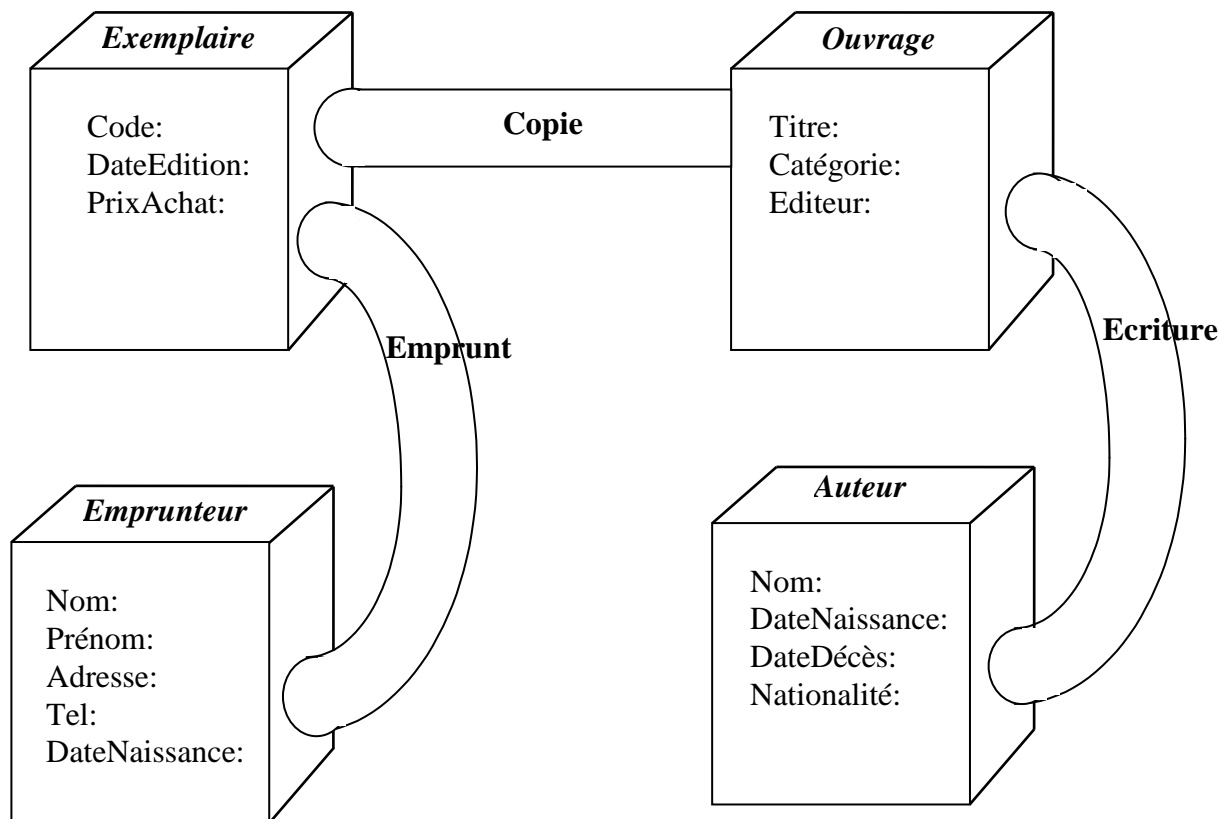 Exemplaire
Code:
DateEdition:
PrixAchat:
Copie
Ouvrage
Titre:
Catégorie:
Editeur:
Emprunt
Ecriture
Emprunteur
Nom:
Prénom:
Adresse:
Tel:
DateNaissance:
Auteur
Nom:
DateNaissance:
DateDécès:
Nationalité: